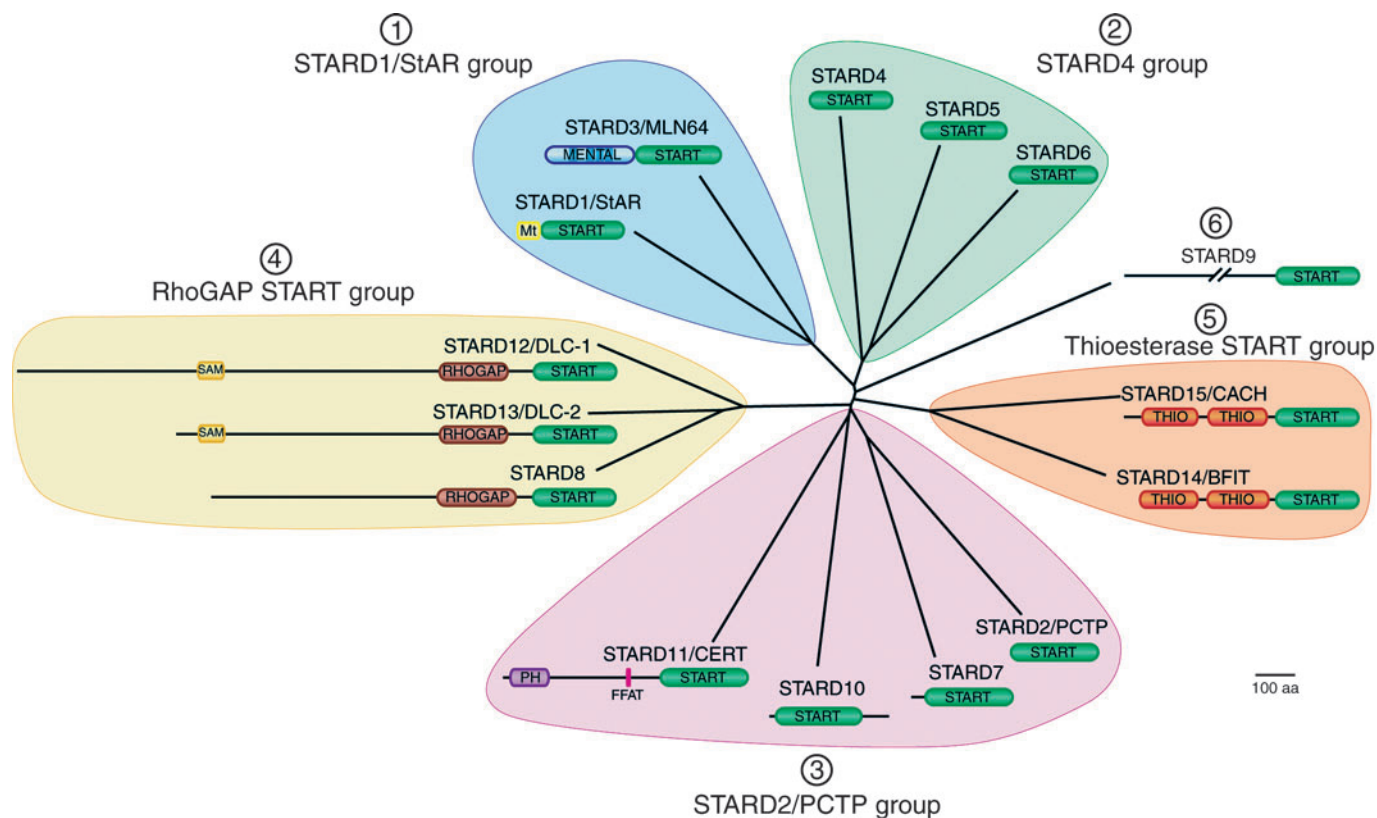 1
STARD1/StAR group
STARD3/MLN64
MENTAL START
STARD1/StAR
Mt START
2
STARD4 group
STARD4
START
STARD5
START
STARD6
START
6
STARD9
START
4
RhoGAP START group
STARD12/DLC-1
SAM RHOGAP START
STARD13/DLC-2
SAM RHOGAP START
STARD8
RHOGAP START
5
Thioesterase START group
STARD15/CACH
THIO THIO START
STARD14/BFIT
THIO THIO START
STARD11/CERT
PH START
FFAT
STARD10
START
STARD7
START
STARD2/PCTP
START
100 aa
3
STARD2/PCTP group